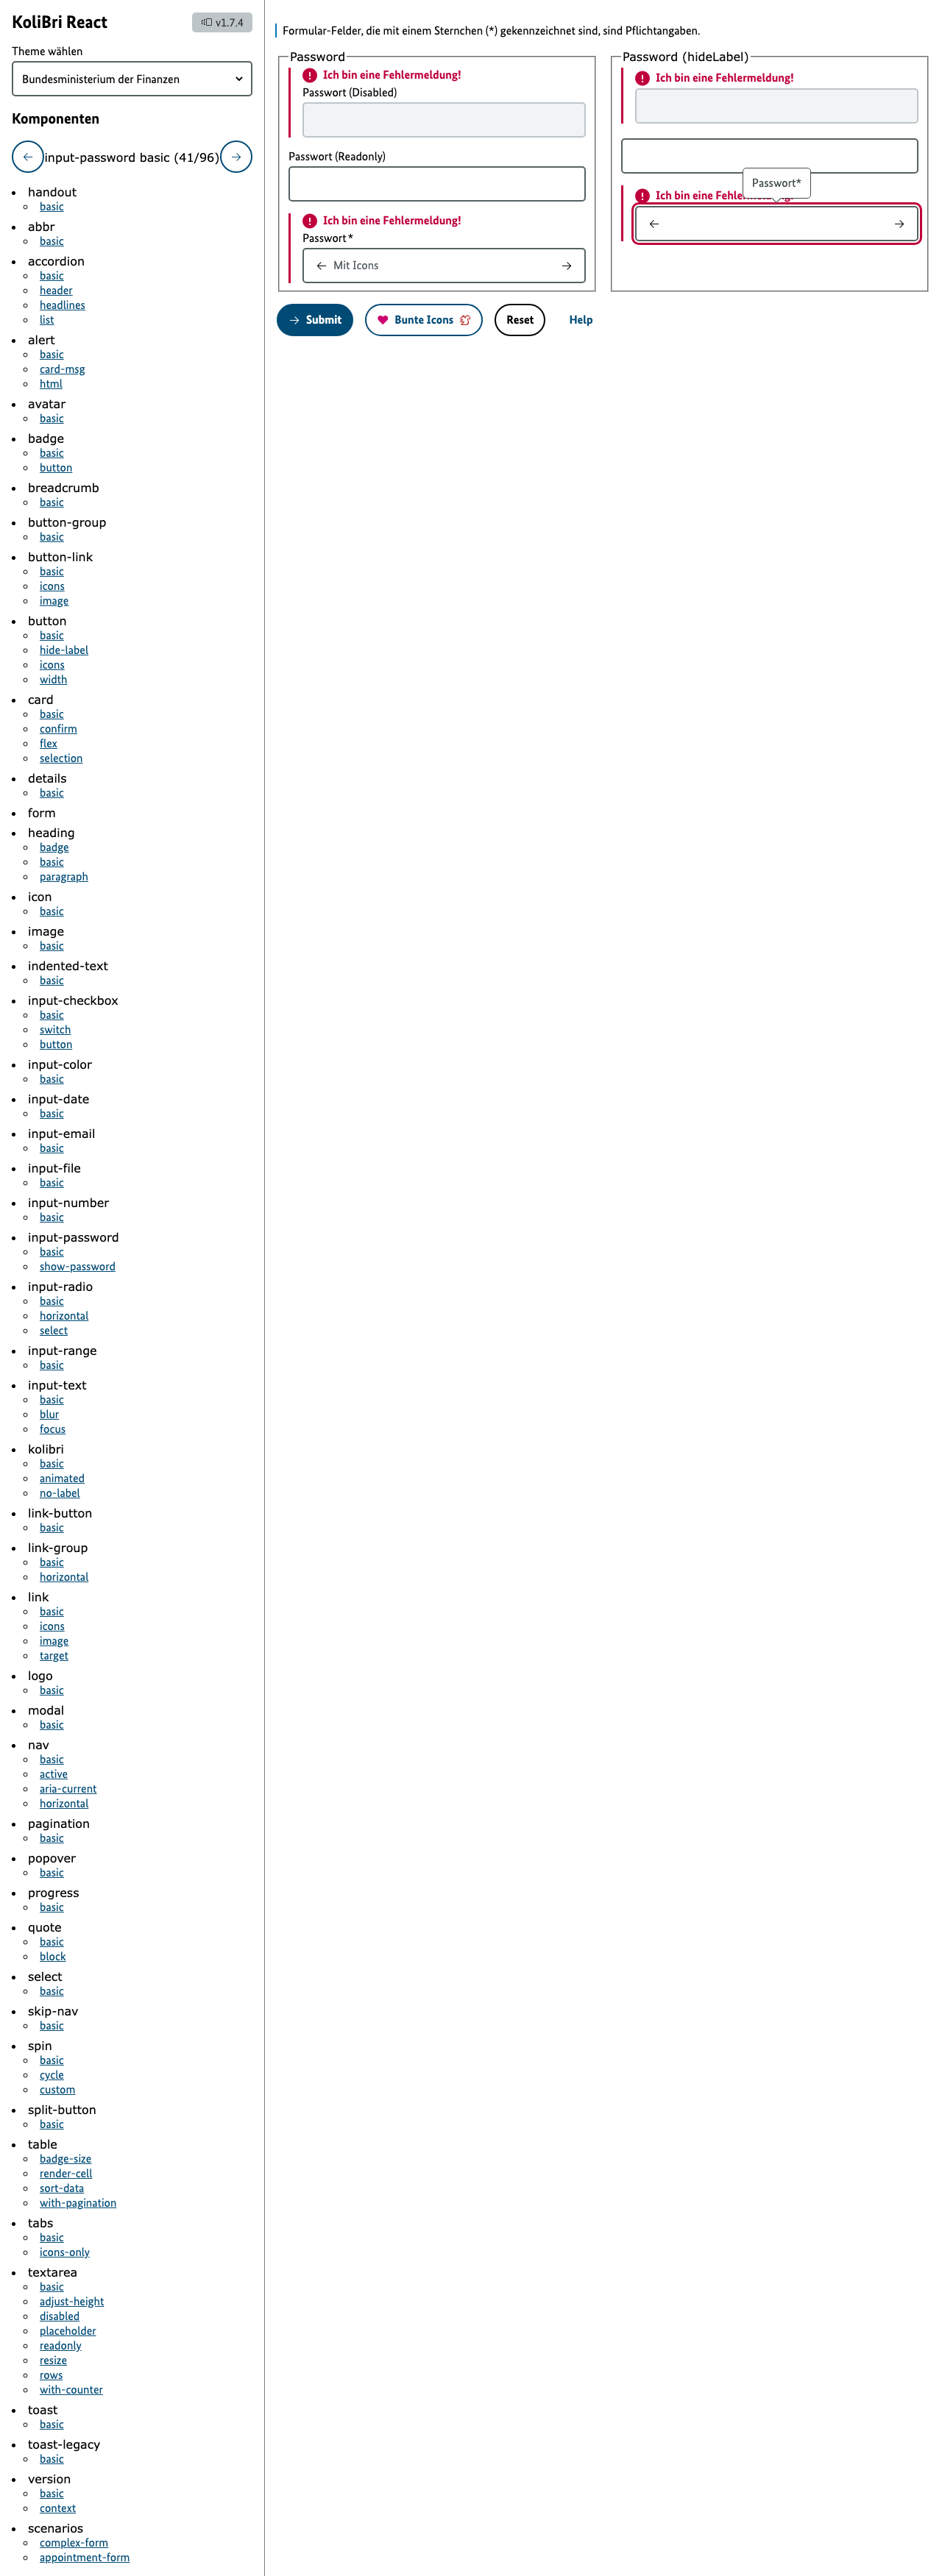 KoliBri React
v1.7.4
Theme wählen
Bundesministerium der Finanzen
Komponenten
input-password basic (41/96)
handout
basic
abbr
basic
accordion
basic
header
headlines
list
alert
basic
card-msg
html
avatar
basic
badge
basic
button
breadcrumb
basic
button-group
basic
button-link
basic
icons
image
button
basic
hide-label
icons
width
card
basic
confirm
flex
selection
details
basic
form
heading
badge
basic
paragraph
icon
basic
image
basic
indented-text
basic
input-checkbox
basic
switch
button
input-color
basic
input-date
basic
input-email
basic
input-file
basic
input-number
basic
input-password
basic
show-password
input-radio
basic
horizontal
select
input-range
basic
input-text
basic
blur
focus
kolibri
basic
animated
no-label
link-button
basic
link-group
basic
horizontal
link
basic
icons
image
target
logo
basic
modal
basic
nav
basic
active
aria-current
horizontal
pagination
basic
popover
basic
progress
basic
quote
basic
block
select
basic
skip-nav
basic
spin
basic
cycle
custom
split-button
basic
table
badge-size
render-cell
sort-data
with-pagination
tabs
basic
icons-only
textarea
basic
adjust-height
disabled
placeholder
readonly
resize
rows
with-counter
toast
basic
toast-legacy
basic
version
basic
context
scenarios
complex-form
appointment-form
Formular-Felder, die mit einem Sternchen (*) gekennzeichnet sind, sind Pflichtangaben.
Password
Ich bin eine Fehlermeldung!
Passwort (Disabled)
Passwort (Readonly)
Ich bin eine Fehlermeldung!
Passwort*
Mit Icons
Password (hideLabel)
Ich bin eine Fehlermeldung!
Passwort*
Ich bin eine Fehlermeldung!
Submit
Bunte Icons
Reset
Help